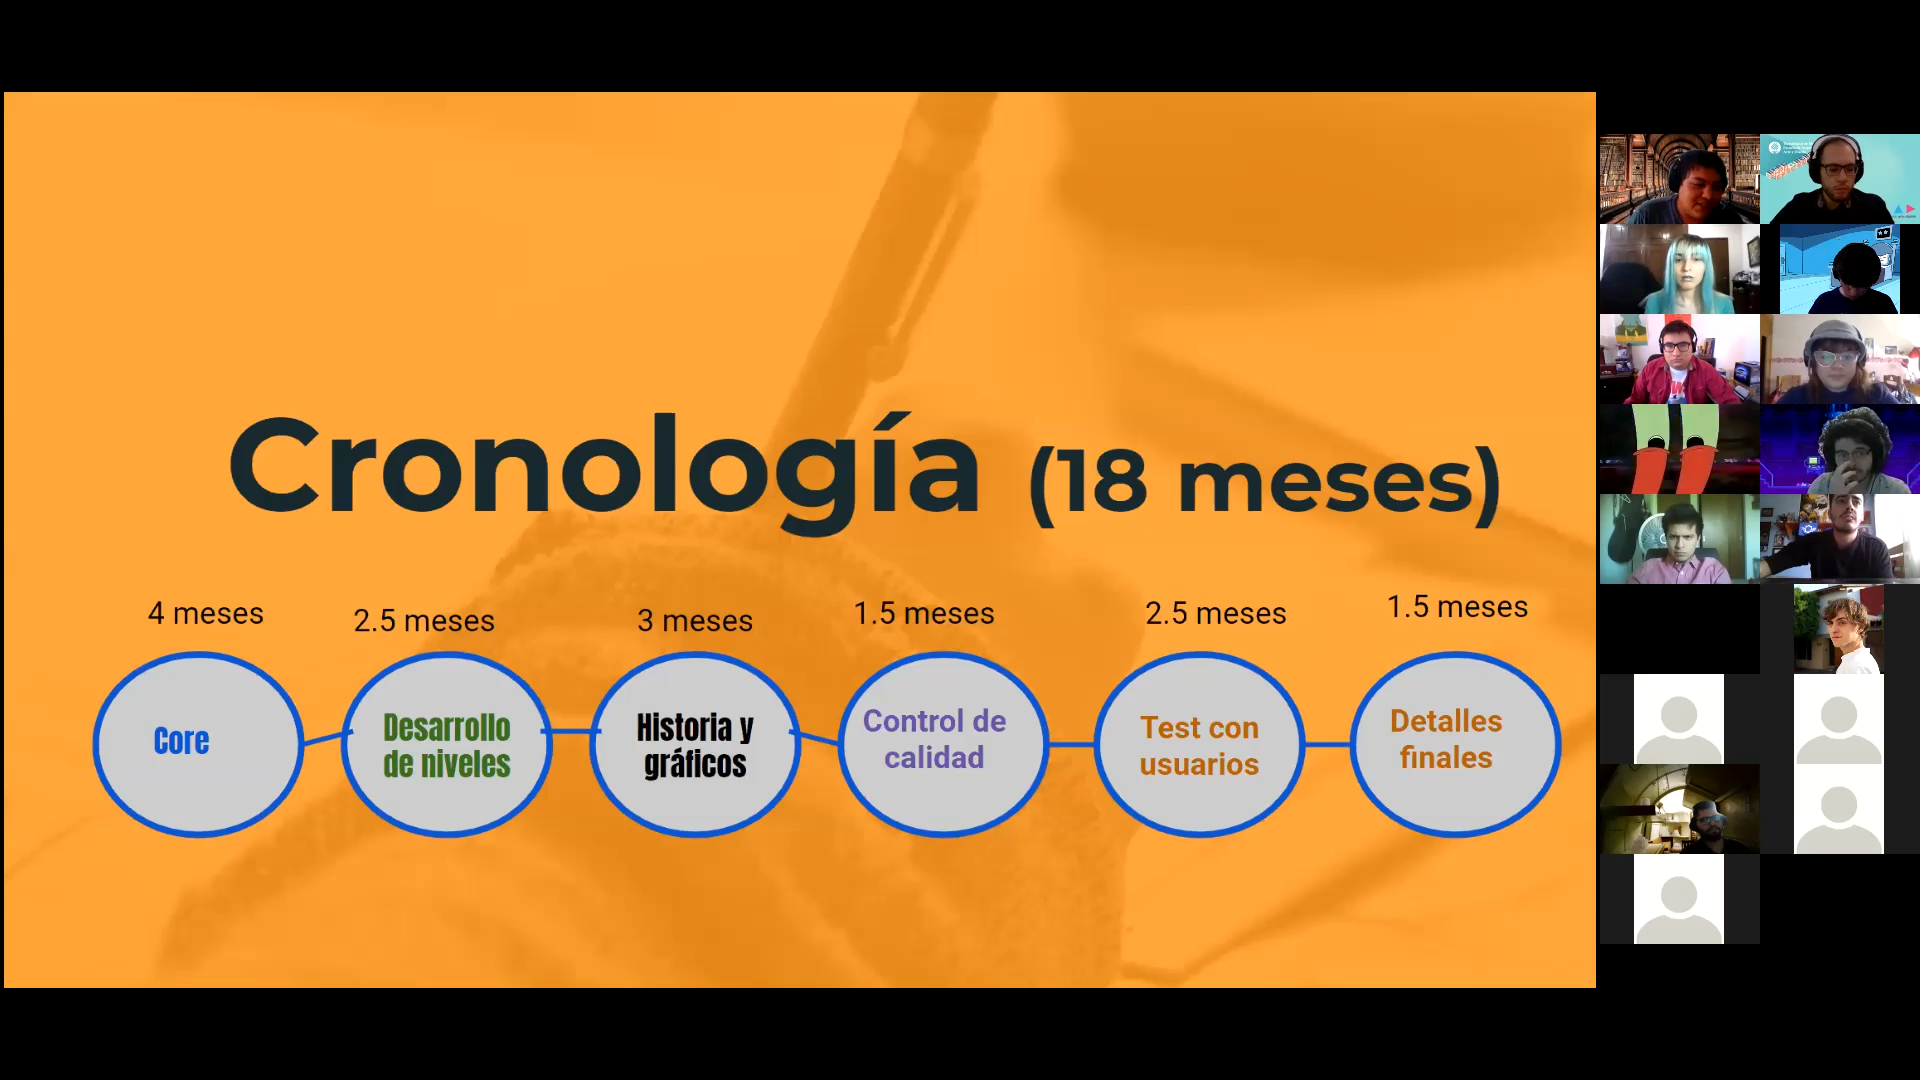 Cronología (18 meses)
4 meses
2.5 meses
3 meses
1.5 meses
2.5 meses
1.5 meses
Core
Desarrollo
de niveles
Historia y
gráficos
Control de
calidad
Test con
usuarios
Detalles
finales